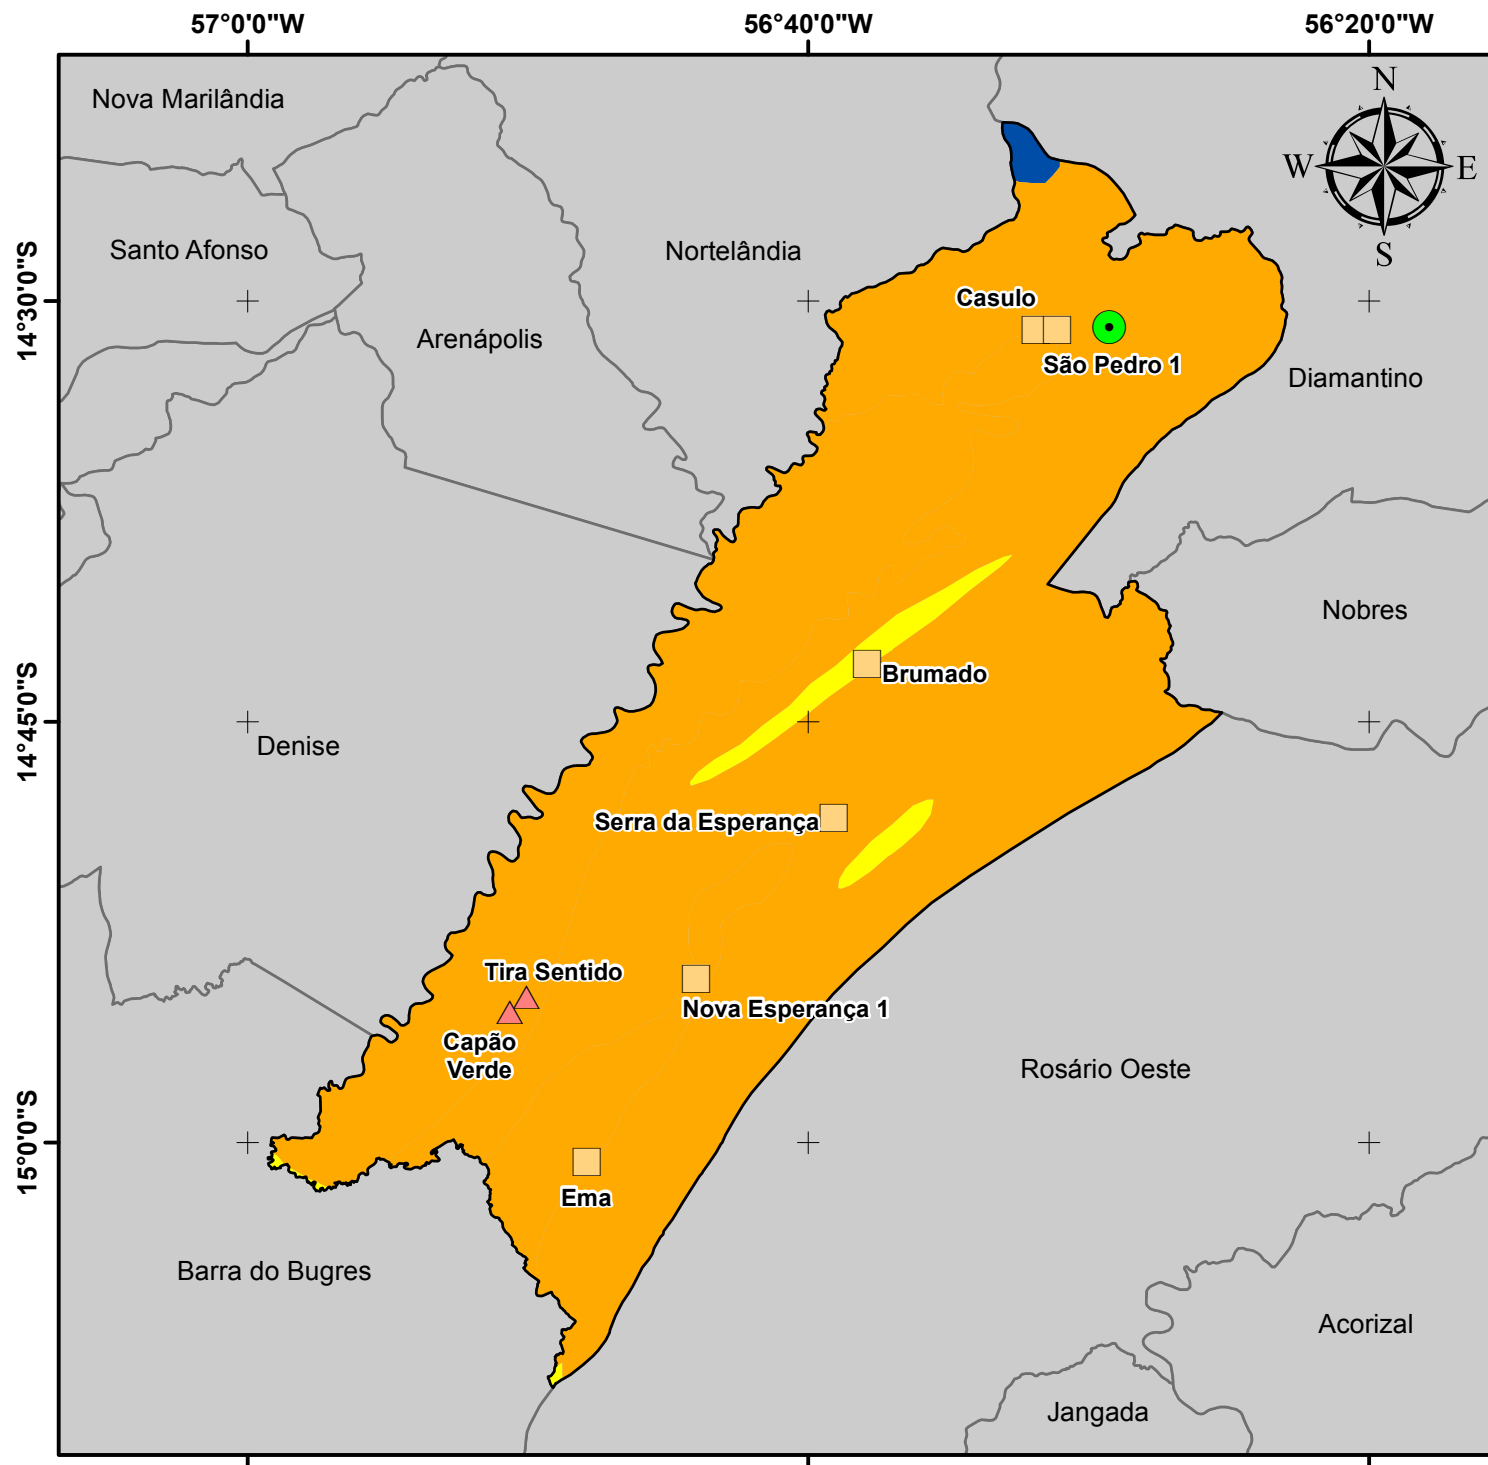 57°0'0"W
56°40'0"W
56°20'0"W
N
Nova Marilândia
W
E
S
Santo Afonso
Nortelândia
14°30'0"S
Casulo
Arenápolis
São Pedro 1
Diamantino
Nobres
14°45'0"S
Brumado
Denise
Serra da Esperança
Tira Sentido
Nova Esperança 1
Capão
Verde
Rosário Oeste
15°0'0"S
Ema
Barra do Bugres
Acorizal
Jangada